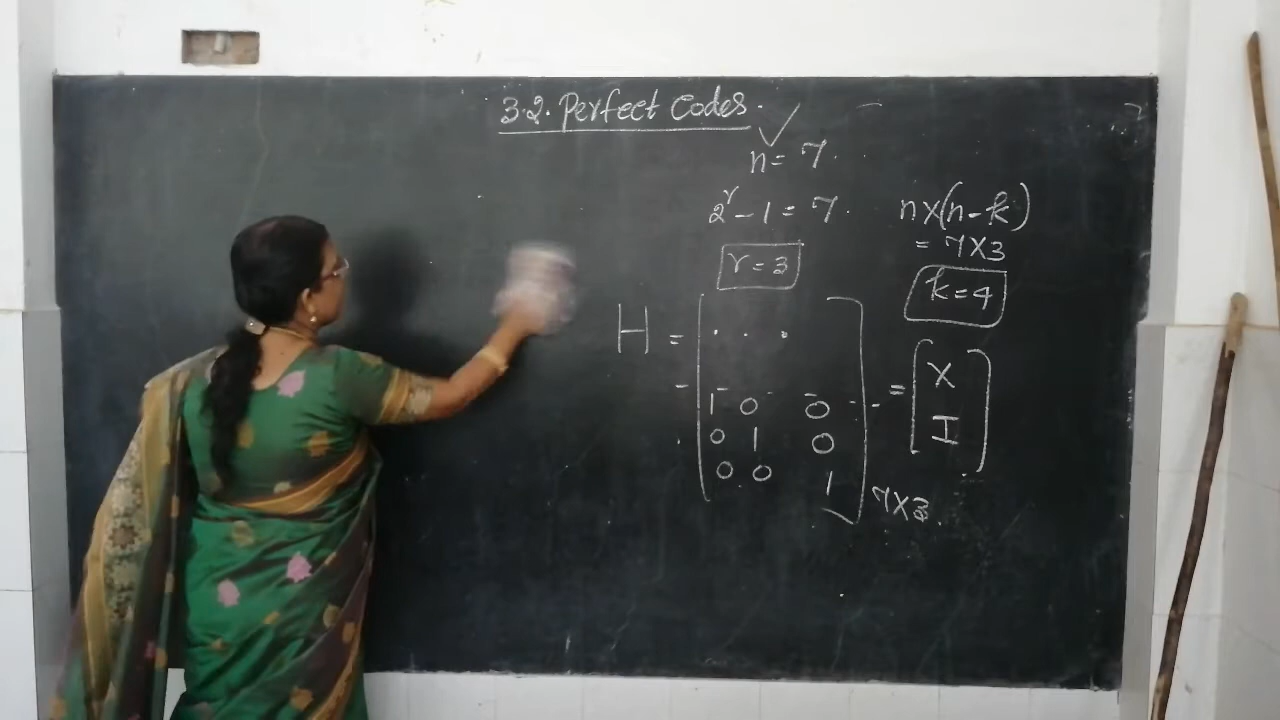 3.2. Perfect Codes.
n = 7.
2^r - 1 = 7.
r = 3
n×(n-k)
= 7×3
k = 4
H = [ . . .
1 0 0
0 1 0
0 0 1 ] 7×3
= [ X
I ]